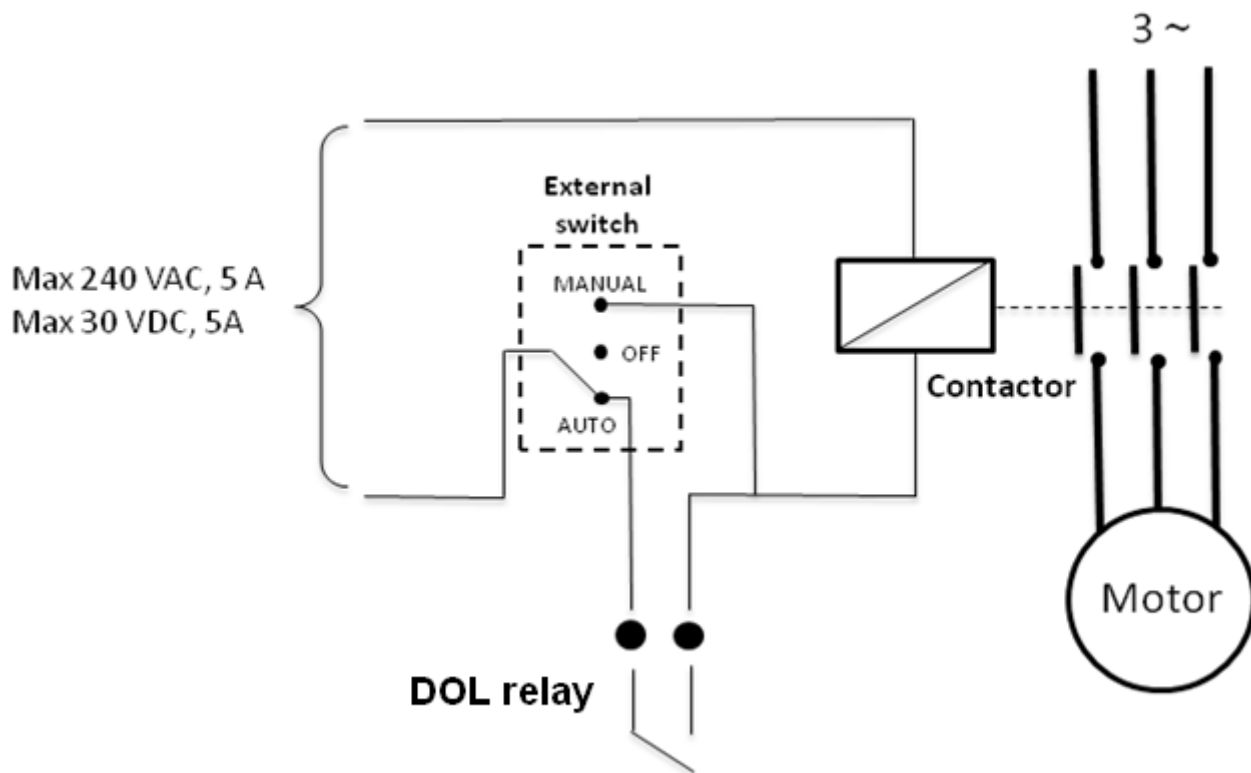 3 ~
External
switch
Max 240 VAC, 5 A
Max 30 VDC, 5A
MANUAL
OFF
AUTO
Contactor
Motor
DOL relay